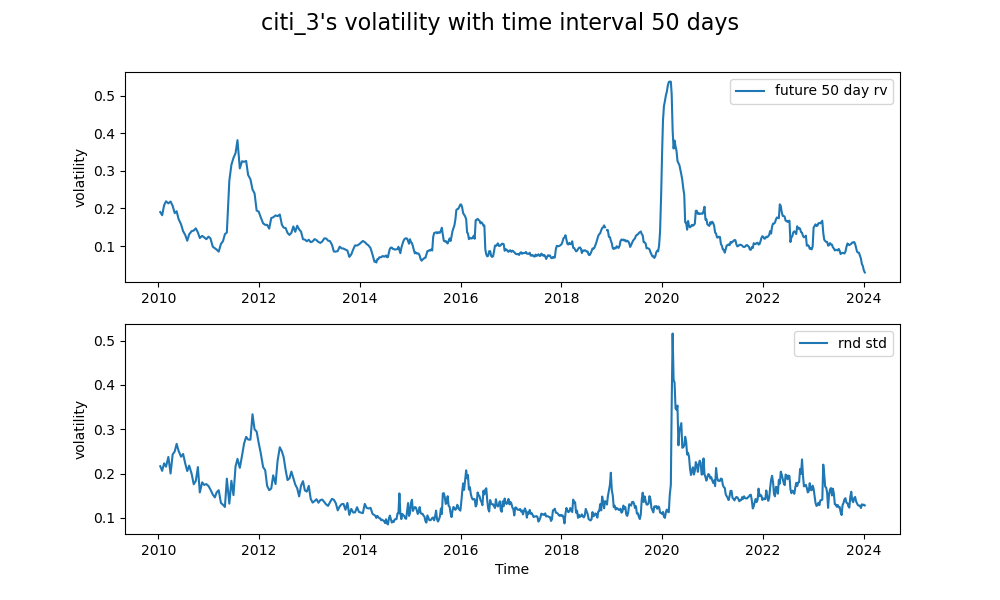 citi_3's volatility with time interval 50 days
volatility
0.5
0.4
0.3
0.2
0.1
future 50 day rv
2010 2012 2014 2016 2018 2020 2022 2024
volatility
0.5
0.4
0.3
0.2
0.1
rnd std
2010 2012 2014 2016 2018 2020 2022 2024
Time